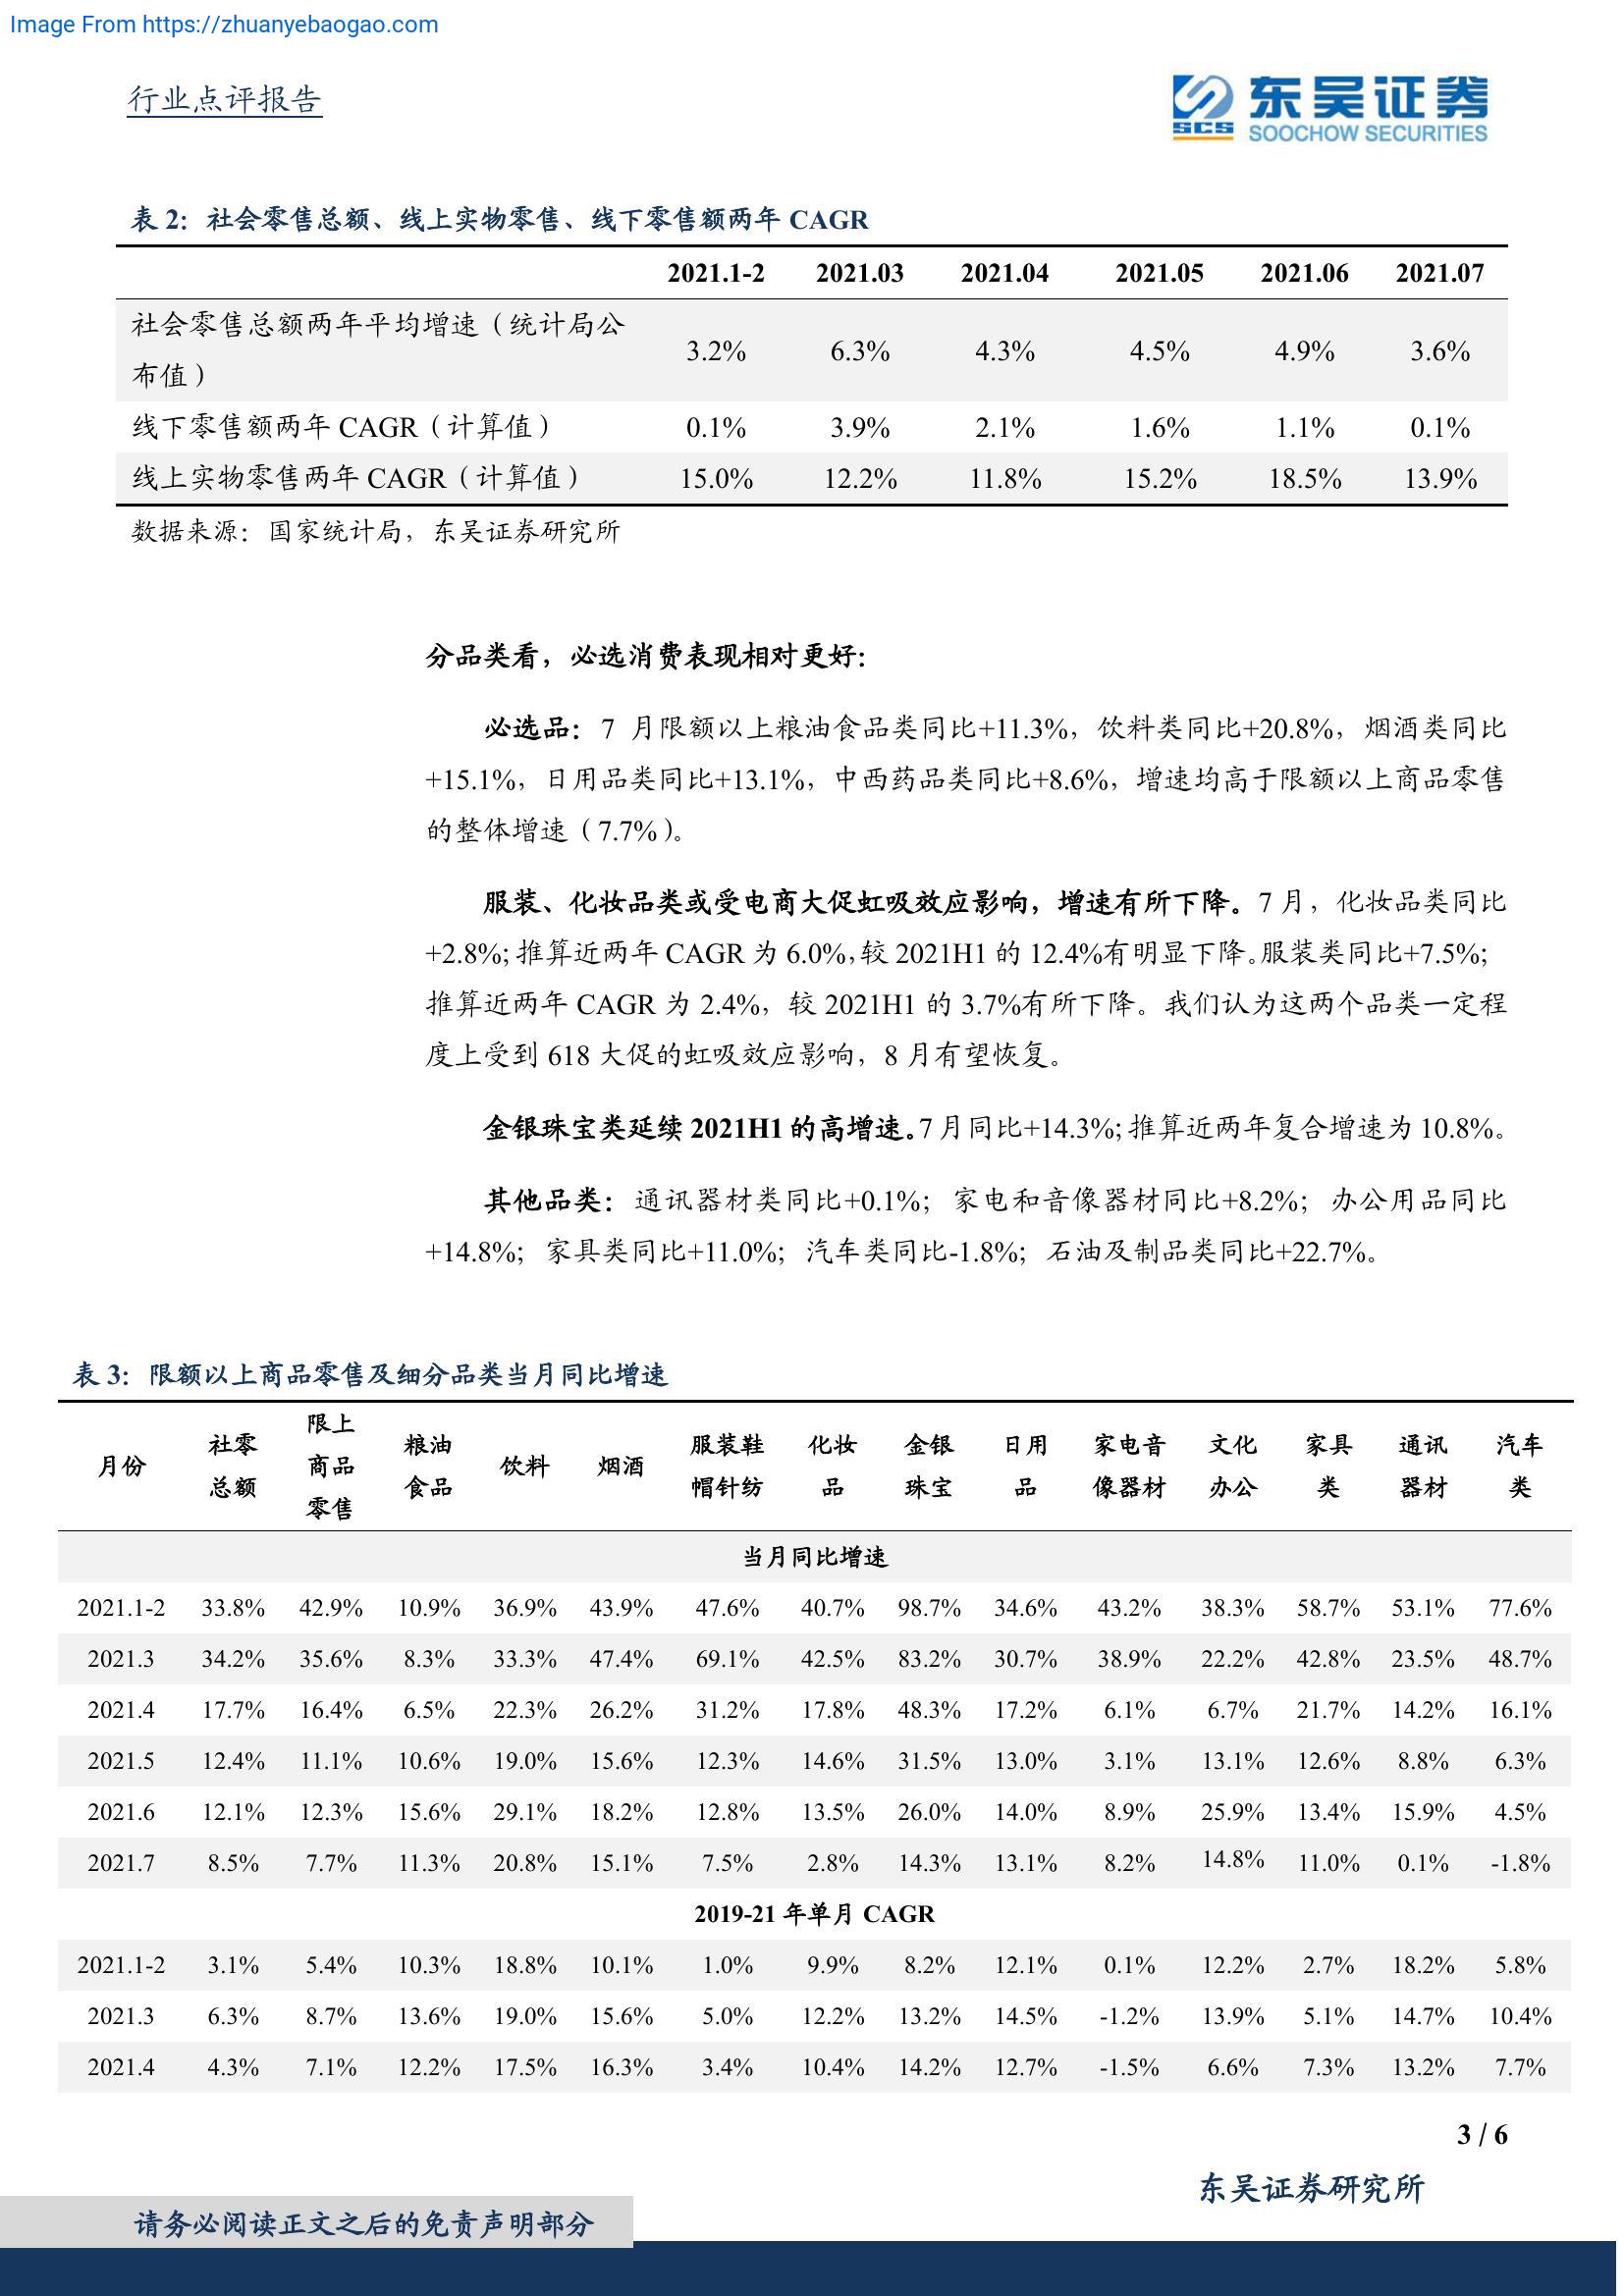 Image From https://zhuanyebaogao.com
行业点评报告
SCS 东吴证券
SOOCHOW SECURITIES
表 2：社会零售总额、线上实物零售、线下零售额两年 CAGR
2021.1-2 2021.03 2021.04 2021.05 2021.06 2021.07
社会零售总额两年平均增速（统计局公
布值） 3.2% 6.3% 4.3% 4.5% 4.9% 3.6%
线下零售额两年 CAGR（计算值） 0.1% 3.9% 2.1% 1.6% 1.1% 0.1%
线上实物零售两年 CAGR（计算值） 15.0% 12.2% 11.8% 15.2% 18.5% 13.9%
数据来源：国家统计局，东吴证券研究所
分品类看，必选消费表现相对更好：
必选品：7 月限额以上粮油食品类同比+11.3%，饮料类同比+20.8%，烟酒类同比
+15.1%，日用品类同比+13.1%，中西药品类同比+8.6%，增速均高于限额以上商品零售
的整体增速（7.7%）。
服装、化妆品类或受电商大促虹吸效应影响，增速有所下降。7 月，化妆品类同比
+2.8%；推算近两年 CAGR 为 6.0%，较 2021H1 的 12.4%有明显下降。服装类同比+7.5%；
推算近两年 CAGR 为 2.4%，较 2021H1 的 3.7%有所下降。我们认为这两个品类一定程
度上受到 618 大促的虹吸效应影响，8 月有望恢复。
金银珠宝类延续 2021H1 的高增速。7 月同比+14.3%；推算近两年复合增速为 10.8%。
其他品类：通讯器材类同比+0.1%；家电和音像器材同比+8.2%；办公用品同比
+14.8%；家具类同比+11.0%；汽车类同比-1.8%；石油及制品类同比+22.7%。
表 3：限额以上商品零售及细分品类当月同比增速
月份 社零总额 限上商品零售 粮油食品 饮料 烟酒 服装鞋帽针纺 化妆品 金银珠宝 日用品 家电音像器材 文化办公 家具类 通讯器材 汽车类
当月同比增速
2021.1-2 33.8% 42.9% 10.9% 36.9% 43.9% 47.6% 40.7% 98.7% 34.6% 43.2% 38.3% 58.7% 53.1% 77.6%
2021.3 34.2% 35.6% 8.3% 33.3% 47.4% 69.1% 42.5% 83.2% 30.7% 38.9% 22.2% 42.8% 23.5% 48.7%
2021.4 17.7% 16.4% 6.5% 22.3% 26.2% 31.2% 17.8% 48.3% 17.2% 6.1% 6.7% 21.7% 14.2% 16.1%
2021.5 12.4% 11.1% 10.6% 19.0% 15.6% 12.3% 14.6% 31.5% 13.0% 3.1% 13.1% 12.6% 8.8% 6.3%
2021.6 12.1% 12.3% 15.6% 29.1% 18.2% 12.8% 13.5% 26.0% 14.0% 8.9% 25.9% 13.4% 15.9% 4.5%
2021.7 8.5% 7.7% 11.3% 20.8% 15.1% 7.5% 2.8% 14.3% 13.1% 8.2% 14.8% 11.0% 0.1% -1.8%
2019-21 年单月 CAGR
2021.1-2 3.1% 5.4% 10.3% 18.8% 10.1% 1.0% 9.9% 8.2% 12.1% 0.1% 12.2% 2.7% 18.2% 5.8%
2021.3 6.3% 8.7% 13.6% 19.0% 15.6% 5.0% 12.2% 13.2% 14.5% -1.2% 13.9% 5.1% 14.7% 10.4%
2021.4 4.3% 7.1% 12.2% 17.5% 16.3% 3.4% 10.4% 14.2% 12.7% -1.5% 6.6% 7.3% 13.2% 7.7%
3 / 6
东吴证券研究所
请务必阅读正文之后的免责声明部分